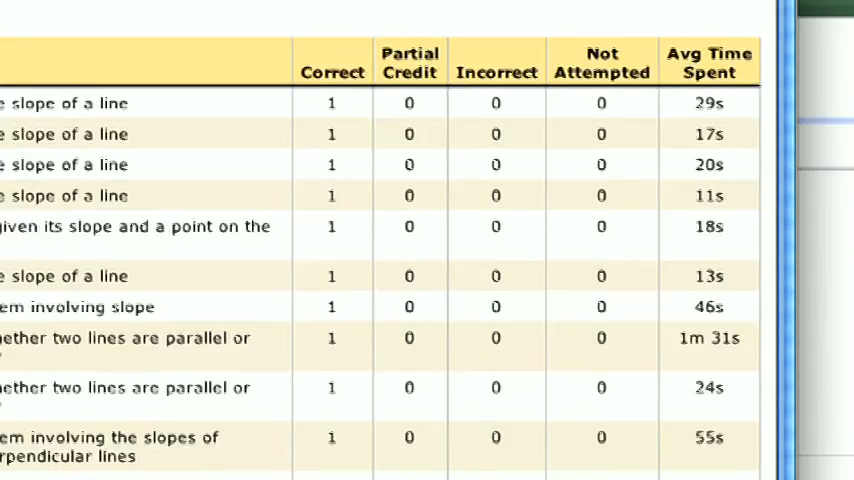 Correct Partial Credit Incorrect Not Attempted Avg Time Spent
slope of a line 1 0 0 0 29s
slope of a line 1 0 0 0 17s
slope of a line 1 0 0 0 20s
slope of a line 1 0 0 0 11s
given its slope and a point on the 1 0 0 0 18s
slope of a line 1 0 0 0 13s
em involving slope 1 0 0 0 46s
hether two lines are parallel or 1 0 0 0 1m 31s
hether two lines are parallel or 1 0 0 0 24s
em involving the slopes of 1 0 0 0 55s
rpendicular lines